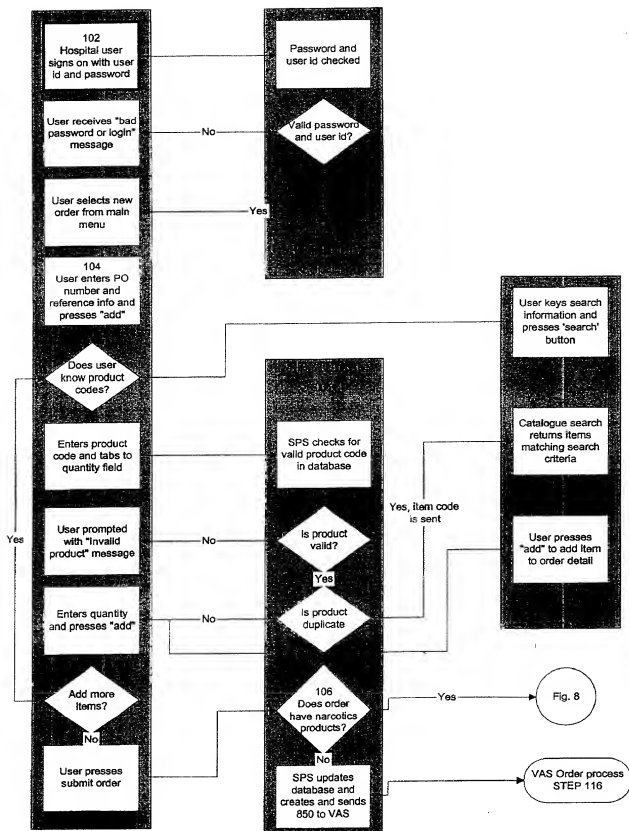 102
Hospital user
signs on with user
id and password
Password and
user id checked
User receives "bad
password or login"
message
No
Valid password
and user id?
User selects new
order from main
menu
Yes
104
User enters PO
number and
reference info and
presses "add"
User keys search
information and
presses 'search'
button
Does user
know product
codes?
Enters product
code and tabs to
quantity field
SPS checks for
valid product code
in database
Catalogue search
returns items
matching search
criteria
Yes, item code
is sent
Yes
User prompted
with "invalid
product" message
No
Is product
valid?
User presses
"add" to add item
to order detail
Yes
Enters quantity
and presses "add"
No
Is product
duplicate
Add more
items?
106
Does order
have narcotics
products?
Yes
Fig. 8
No
No
User presses
submit order
SPS updates
database and
creates and sends
850 to VAS
VAS Order process
STEP 116